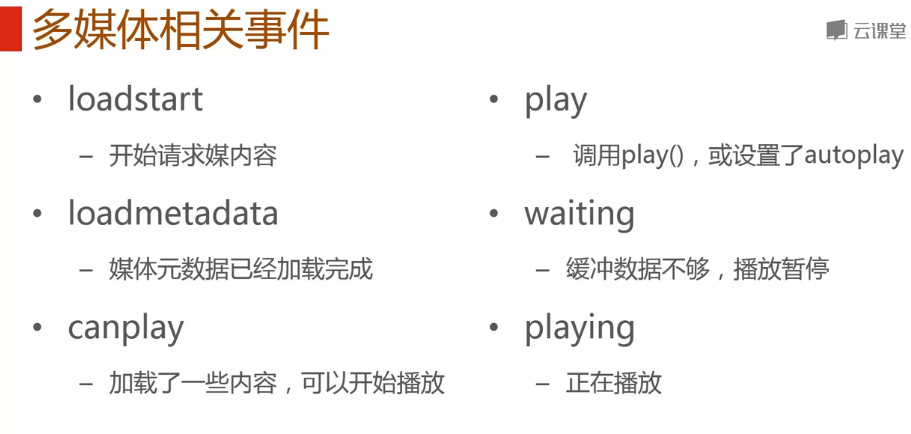 多媒体相关事件
云课堂
• loadstart
– 开始请求媒内容
• loadmetadata
– 媒体元数据已经加载完成
• canplay
– 加载了一些内容，可以开始播放
• play
– 调用play()，或设置了autoplay
• waiting
– 缓冲数据不够，播放暂停
• playing
– 正在播放